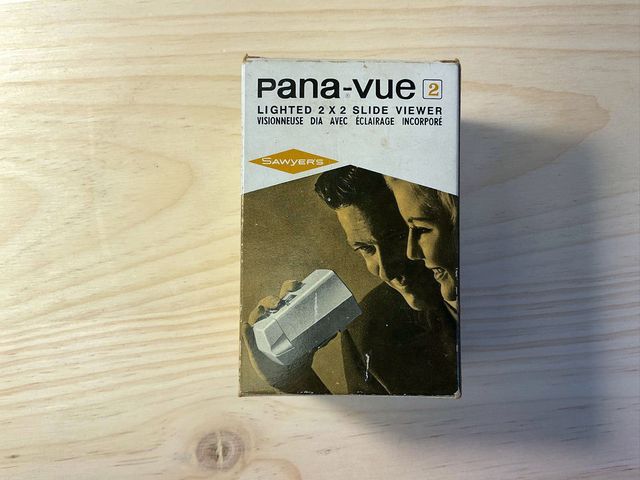 Pana-Vue 2
LIGHTED 2 X 2 SLIDE VIEWER
VISIONNEUSE DIA AVEC ÉCLAIRAGE INCORPORÉ
SAWYER'S